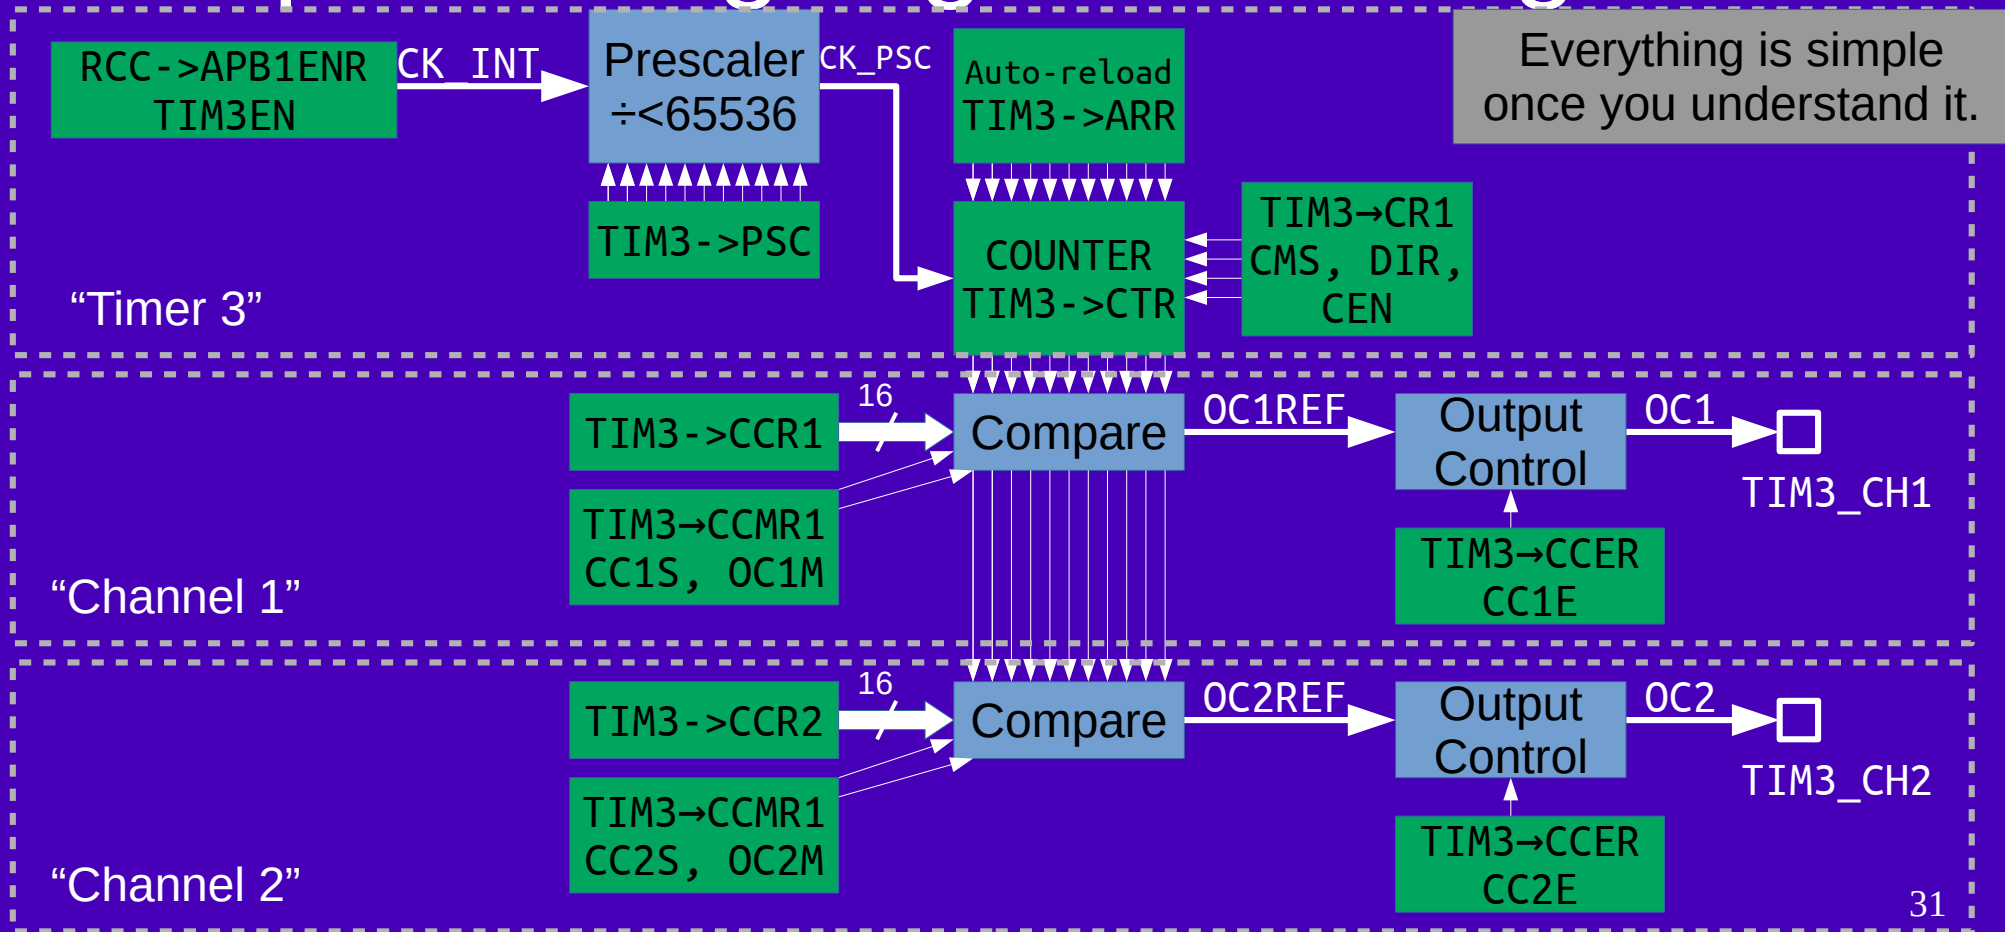 RCC->APB1ENR
TIM3EN
CK_INT
Prescaler
÷<65536
CK_PSC
Auto-reload
TIM3->ARR
Everything is simple
once you understand it.
TIM3->PSC
COUNTER
TIM3->CTR
TIM3→CR1
CMS, DIR,
CEN
“Timer 3”
TIM3->CCR1
16
Compare
OC1REF
Output
Control
OC1
TIM3_CH1
TIM3→CCMR1
CC1S, OC1M
TIM3→CCER
CC1E
“Channel 1”
TIM3->CCR2
16
Compare
OC2REF
Output
Control
OC2
TIM3_CH2
TIM3→CCMR1
CC2S, OC2M
TIM3→CCER
CC2E
“Channel 2”
31